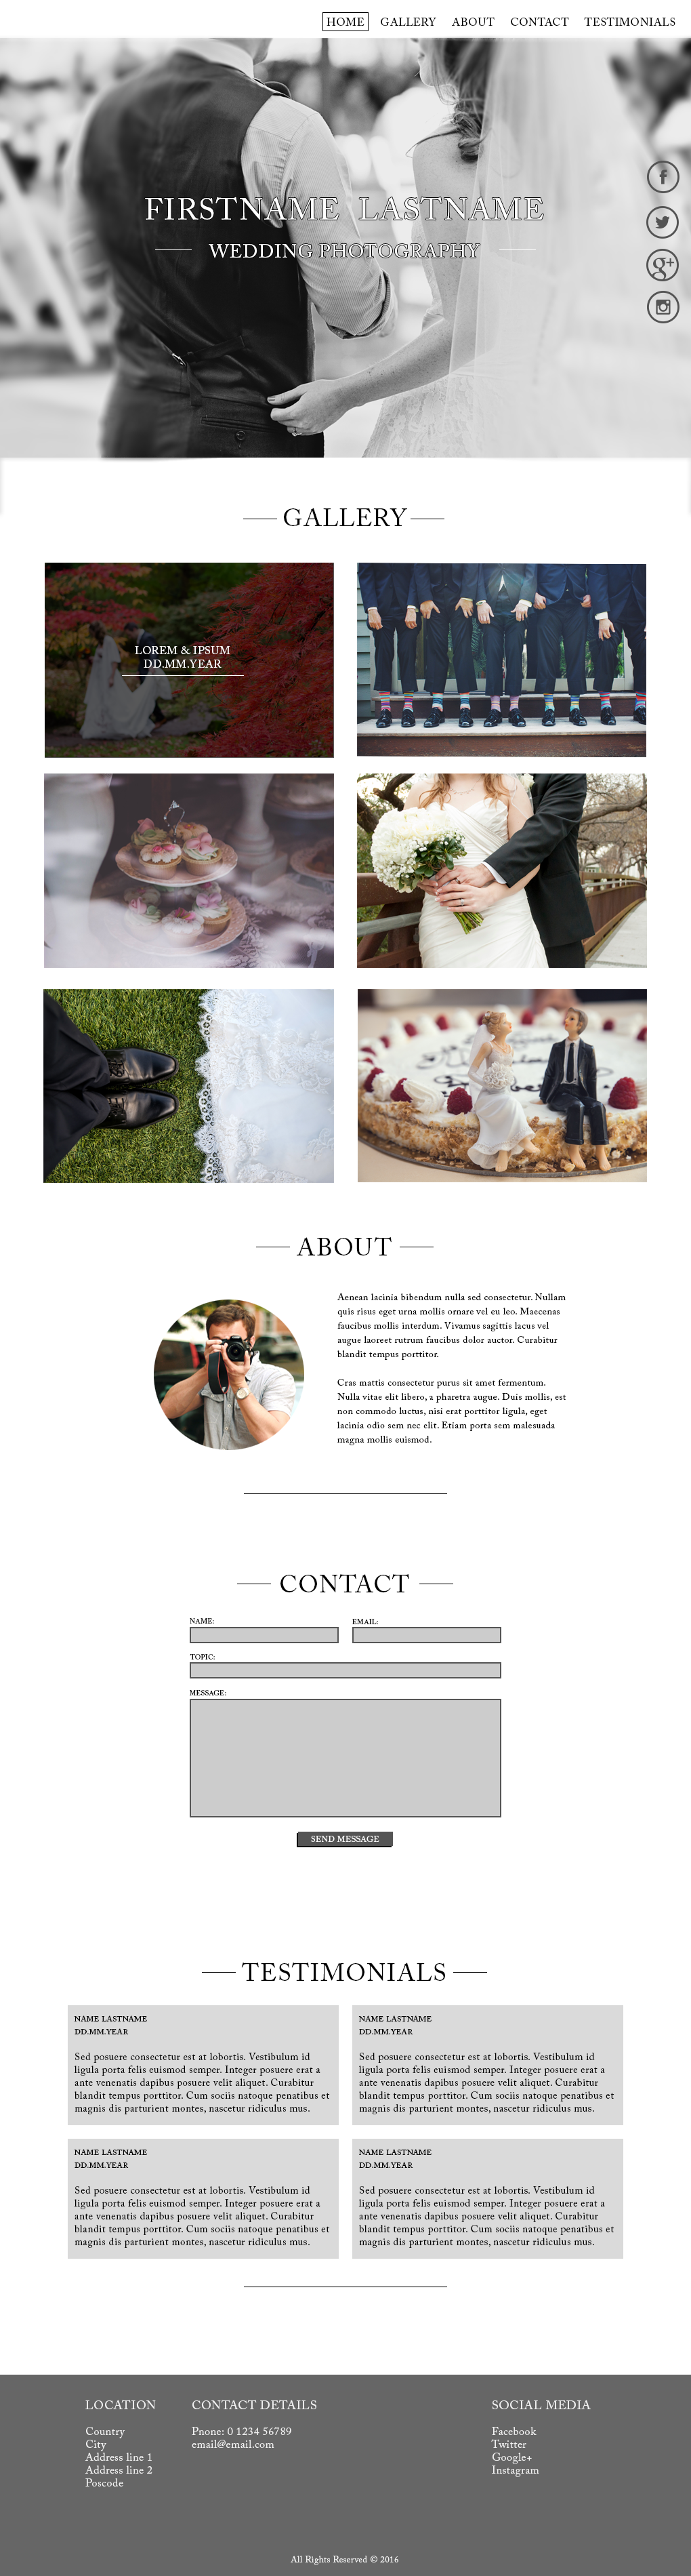 HOME GALLERY ABOUT CONTACT TESTIMONIALS
FIRSTNAME LASTNAME
WEDDING PHOTOGRAPHY
GALLERY
LOREM & IPSUM
DD.MM.YEAR
ABOUT
Aenean lacinia bibendum nulla sed consectetur. Nullam
quis risus eget urna mollis ornare vel eu leo. Maecenas
faucibus mollis interdum. Vivamus sagittis lacus vel
augue laoreet rutrum faucibus dolor auctor. Curabitur
blandit tempus porttitor.
Cras mattis consectetur purus sit amet fermentum.
Nulla vitae elit libero, a pharetra augue. Duis mollis, est
non commodo luctus, nisi erat porttitor ligula, eget
lacinia odio sem nec elit. Etiam porta sem malesuada
magna mollis euismod.
CONTACT
NAME:
EMAIL:
TOPIC:
MESSAGE:
SEND MESSAGE
TESTIMONIALS
NAME LASTNAME
DD.MM.YEAR
Sed posuere consectetur est at lobortis. Vestibulum id
ligula porta felis euismod semper. Integer posuere erat a
ante venenatis dapibus posuere velit aliquet. Curabitur
blandit tempus porttitor. Cum sociis natoque penatibus et
magnis dis parturient montes, nascetur ridiculus mus.
NAME LASTNAME
DD.MM.YEAR
Sed posuere consectetur est at lobortis. Vestibulum id
ligula porta felis euismod semper. Integer posuere erat a
ante venenatis dapibus posuere velit aliquet. Curabitur
blandit tempus porttitor. Cum sociis natoque penatibus et
magnis dis parturient montes, nascetur ridiculus mus.
NAME LASTNAME
DD.MM.YEAR
Sed posuere consectetur est at lobortis. Vestibulum id
ligula porta felis euismod semper. Integer posuere erat a
ante venenatis dapibus posuere velit aliquet. Curabitur
blandit tempus porttitor. Cum sociis natoque penatibus et
magnis dis parturient montes, nascetur ridiculus mus.
NAME LASTNAME
DD.MM.YEAR
Sed posuere consectetur est at lobortis. Vestibulum id
ligula porta felis euismod semper. Integer posuere erat a
ante venenatis dapibus posuere velit aliquet. Curabitur
blandit tempus porttitor. Cum sociis natoque penatibus et
magnis dis parturient montes, nascetur ridiculus mus.
LOCATION
Country
City
Address line 1
Address line 2
Poscode
CONTACT DETAILS
Pnone: 0 1234 56789
email@email.com
SOCIAL MEDIA
Facebook
Twitter
Google+
Instagram
All Rights Reserved © 2016